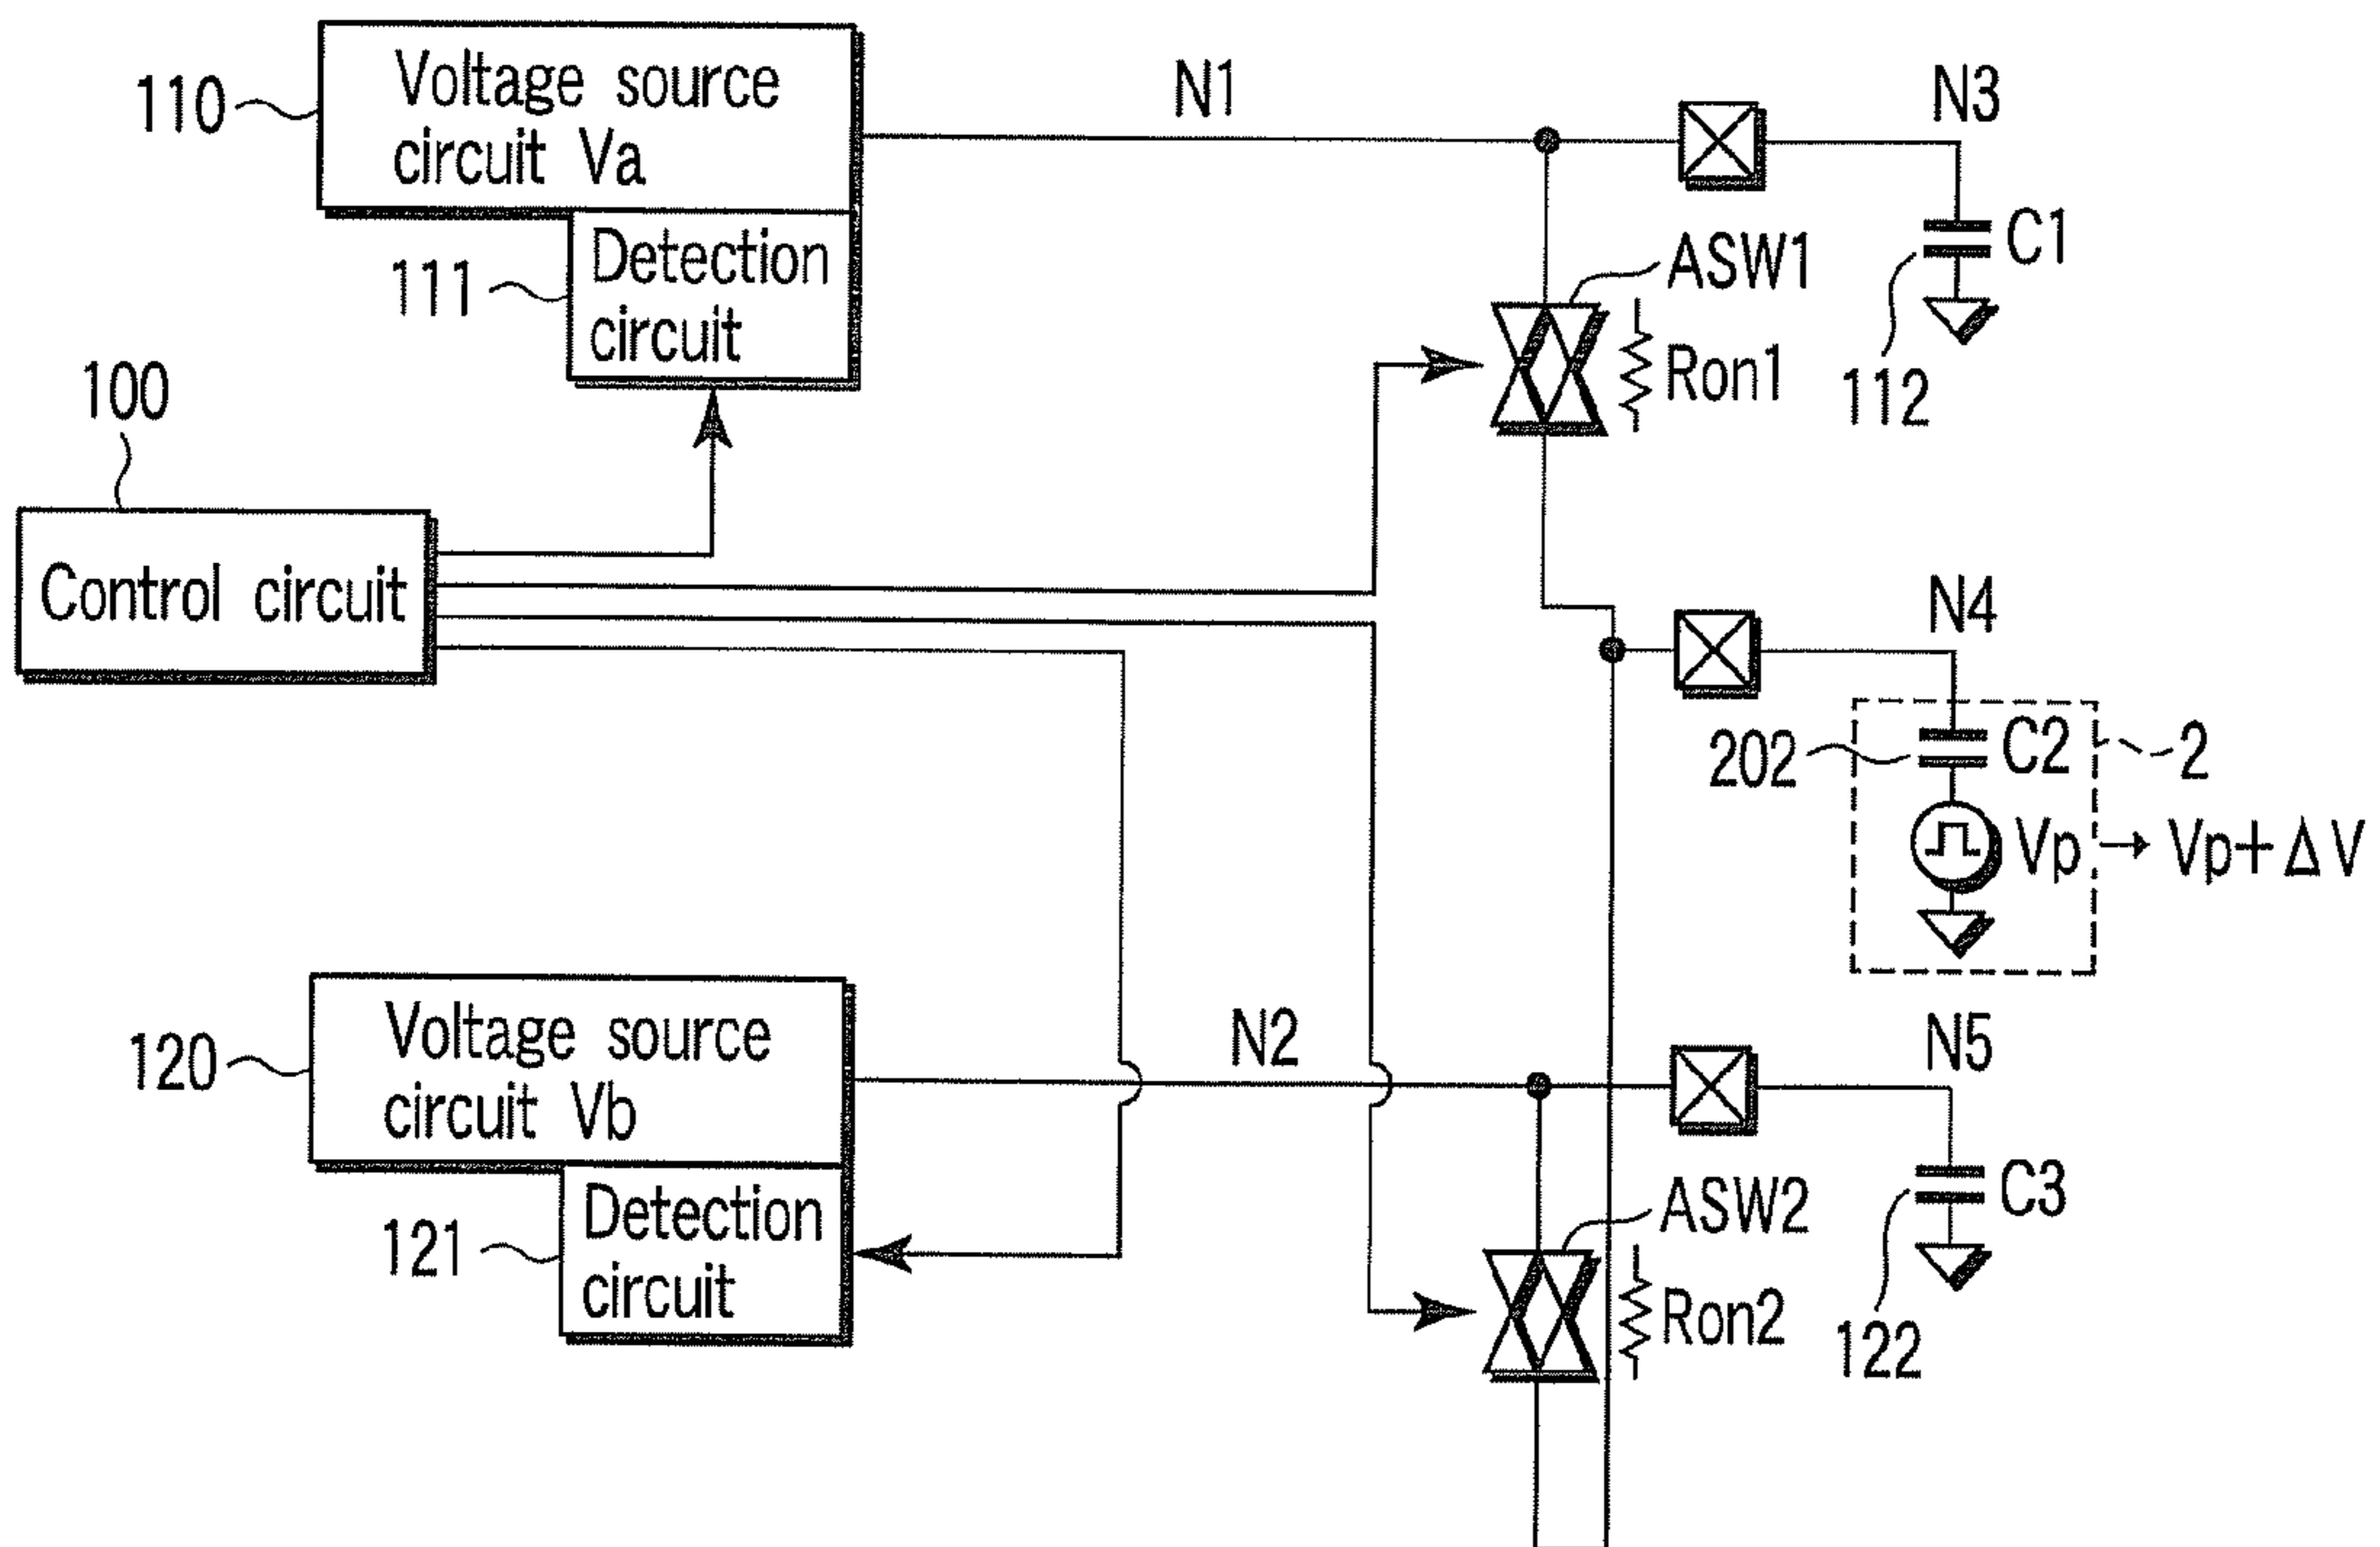 110
Voltage source
circuit Va
N1
N3
111
Detection
circuit
ASW1
Ron1
C1
112
100
Control circuit
N4
202
C2
2
Vp
Vp+ΔV
120
Voltage source
circuit Vb
N2
N5
121
Detection
circuit
ASW2
Ron2
C3
122